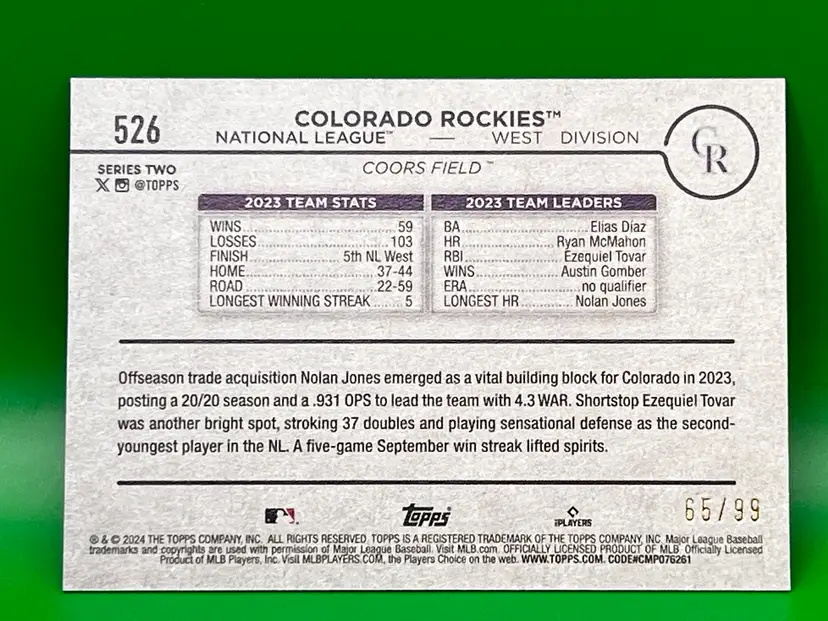 526
COLORADO ROCKIES™
NATIONAL LEAGUE™ — WEST DIVISION
CR
SERIES TWO
@TOPPS
COORS FIELD™
2023 TEAM STATS
WINS 59
LOSSES 103
FINISH 5th NL West
HOME 37-44
ROAD 22-59
LONGEST WINNING STREAK 5
2023 TEAM LEADERS
BA Elias Díaz
HR Ryan McMahon
RBI Ezequiel Tovar
WINS Austin Gomber
ERA no qualifier
LONGEST HR Nolan Jones
Offseason trade acquisition Nolan Jones emerged as a vital building block for Colorado in 2023,
posting a 20/20 season and a .931 OPS to lead the team with 4.3 WAR. Shortstop Ezequiel Tovar
was another bright spot, stroking 37 doubles and playing sensational defense as the second-
youngest player in the NL. A five-game September win streak lifted spirits.
Topps
PLAYERS
65/99
® & © 2024 THE TOPPS COMPANY, INC. ALL RIGHTS RESERVED. TOPPS IS A REGISTERED TRADEMARK OF THE TOPPS COMPANY, INC. Major League Baseball
trademarks and copyrights are used with permission of Major League Baseball. Visit MLB.com. OFFICIALLY LICENSED PRODUCT OF MLB Officially Licensed
Product of MLB Players, Inc. Visit MLBPLAYERS.COM, the Players Choice on the web. WWW.TOPPS.COM. CODE#CMP076261